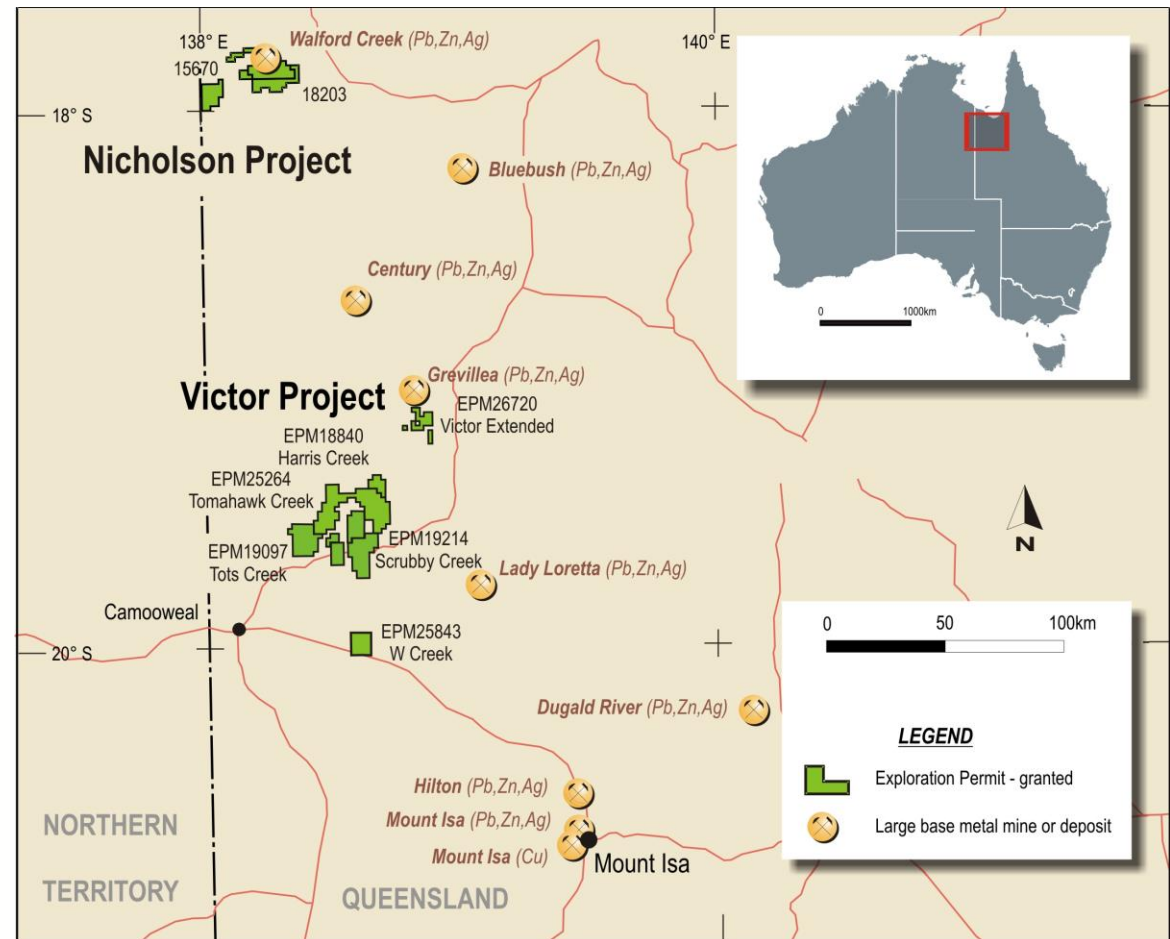 138° E
Walford Creek (Pb,Zn,Ag)
140° E
15670
18203
18° S
Nicholson Project
Bluebush (Pb,Zn,Ag)
Century (Pb,Zn,Ag)
0
1000km
Grevillea (Pb,Zn,Ag)
Victor Project
EPM26720
Victor Extended
EPM18840
Harris Creek
EPM25264
Tomahawk Creek
EPM19097
Tots Creek
EPM19214
Scrubby Creek
N
Lady Loretta (Pb,Zn,Ag)
Camooweal
EPM25843
W Creek
20° S
0
50
100km
Dugald River (Pb,Zn,Ag)
LEGEND
Exploration Permit - granted
Large base metal mine or deposit
Hilton (Pb,Zn,Ag)
Mount Isa (Pb,Zn,Ag)
Mount Isa (Cu)
Mount Isa
NORTHERN
TERRITORY
QUEENSLAND